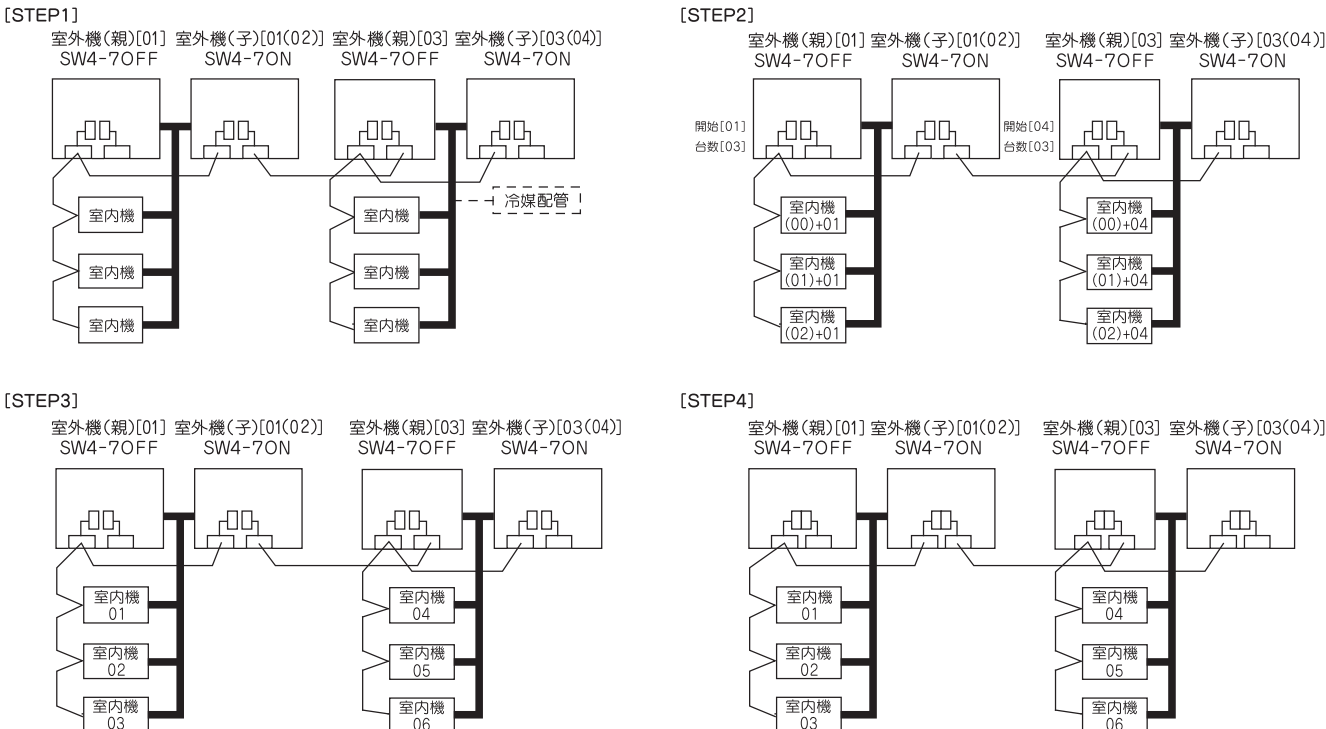 [STEP1]
室外機(親)[01] 室外機(子)[01(02)] 室外機(親)[03] 室外機(子)[03(04)]
SW4-7OFF SW4-7ON SW4-7OFF SW4-7ON
冷媒配管
室内機 室内機
室内機 室内機
室内機 室内機
[STEP2]
室外機(親)[01] 室外機(子)[01(02)] 室外機(親)[03] 室外機(子)[03(04)]
SW4-7OFF SW4-7ON SW4-7OFF SW4-7ON
開始[01] 開始[04]
台数[03] 台数[03]
室内機 室内機
(00)+01 (00)+04
室内機 室内機
(01)+01 (01)+04
室内機 室内機
(02)+01 (02)+04
[STEP3]
室外機(親)[01] 室外機(子)[01(02)] 室外機(親)[03] 室外機(子)[03(04)]
SW4-7OFF SW4-7ON SW4-7OFF SW4-7ON
室内機 室内機
01 04
室内機 室内機
02 05
室内機 室内機
03 06
[STEP4]
室外機(親)[01] 室外機(子)[01(02)] 室外機(親)[03] 室外機(子)[03(04)]
SW4-7OFF SW4-7ON SW4-7OFF SW4-7ON
室内機 室内機
01 04
室内機 室内機
02 05
室内機 室内機
03 06